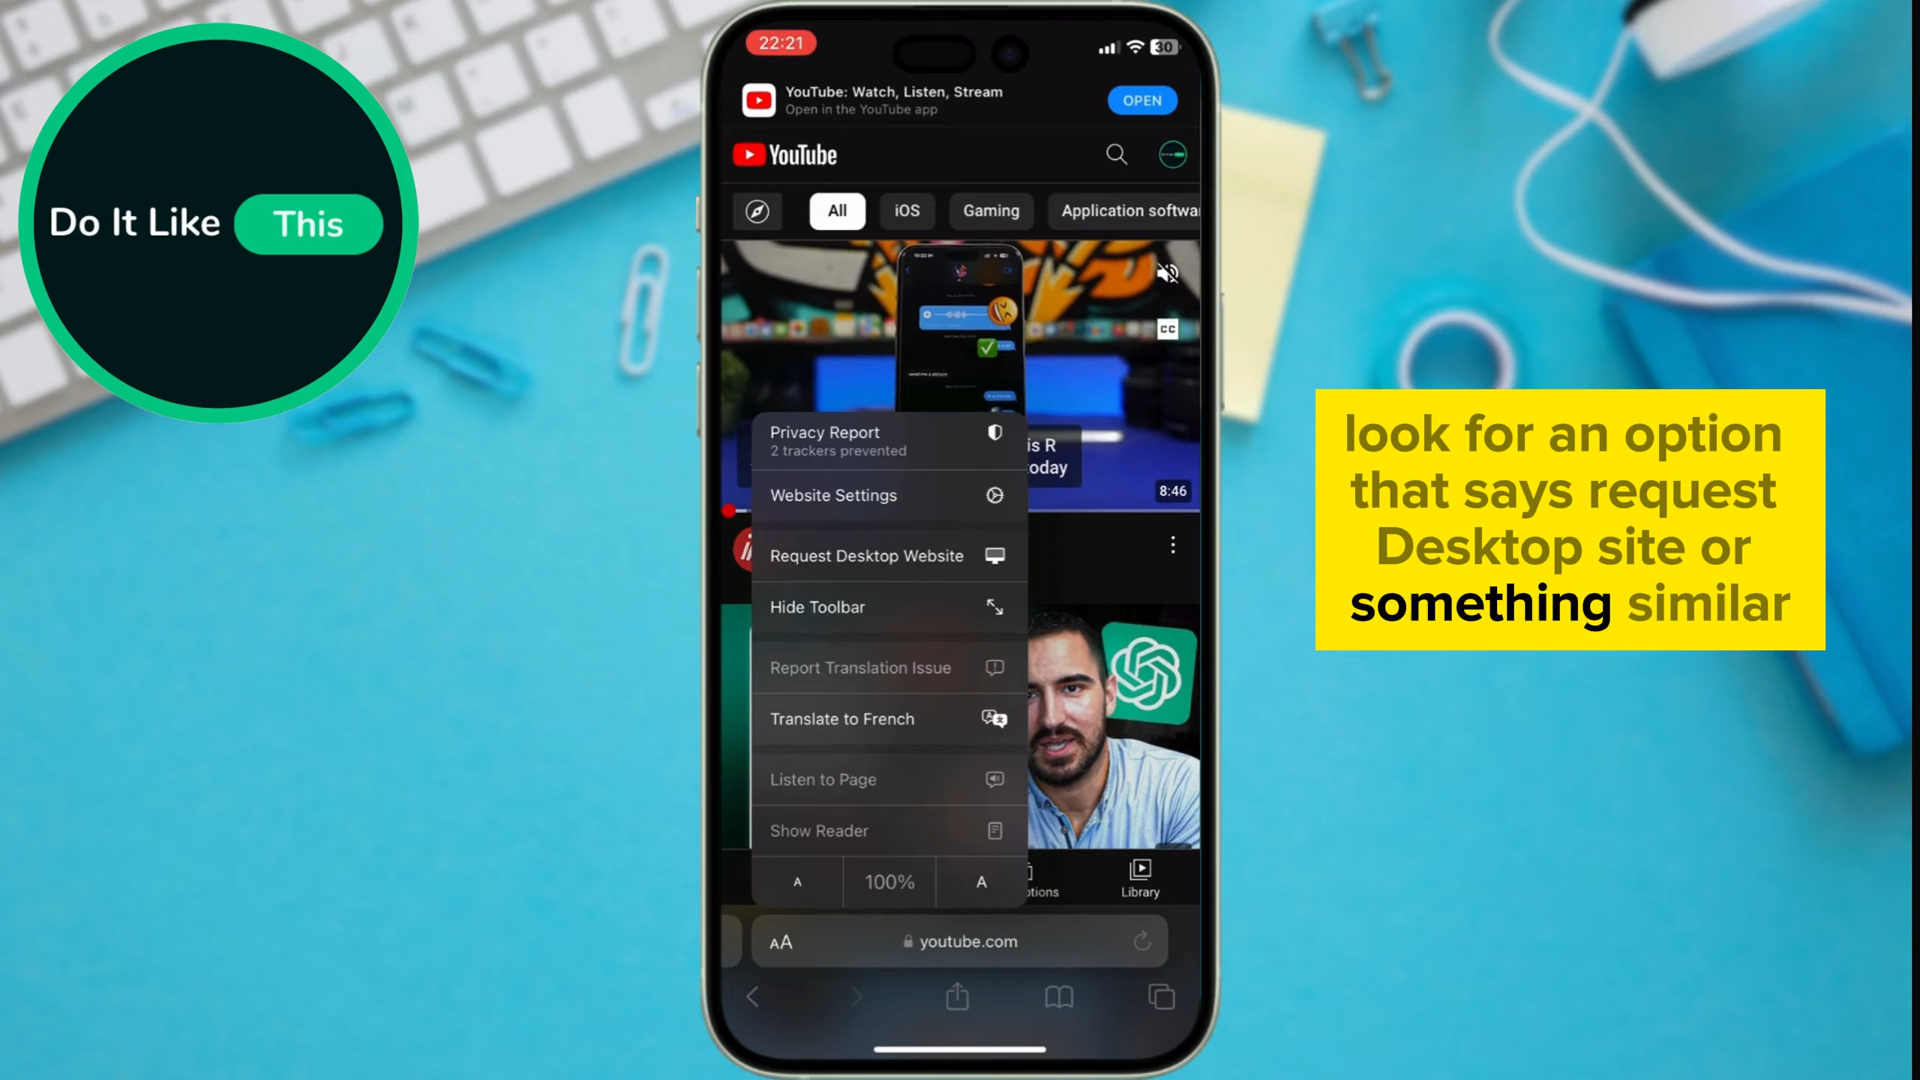 Do It Like This
22:21
30
YouTube: Watch, Listen, Stream
Open in the YouTube app
OPEN
YouTube
All
iOS
Gaming
Application softwa
CC
is R
oday
8:46
Privacy Report
2 trackers prevented
Website Settings
Request Desktop Website
Hide Toolbar
Report Translation Issue
Translate to French
Listen to Page
Show Reader
A
100%
A
otions
Library
AA
youtube.com
look for an option
that says request
Desktop site or
something similar